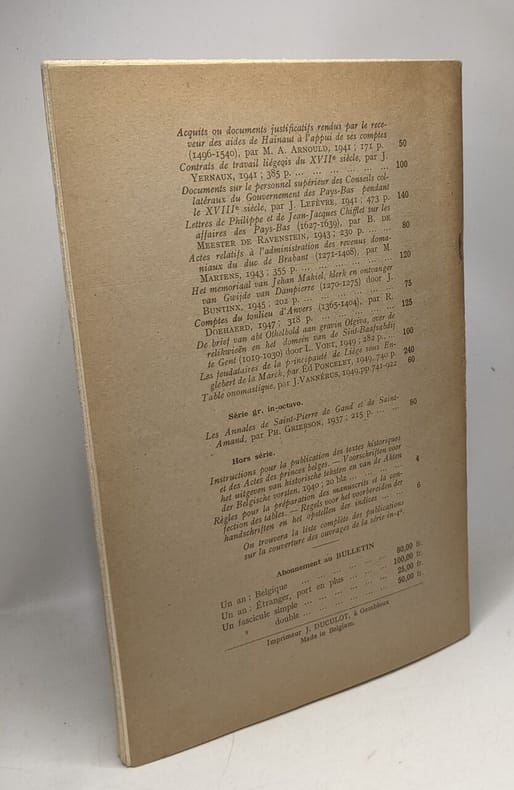 Acquits ou documents justificatifs rendus par le rece-
veur des aides de Hainaut à l'appui de ses comptes
(1496-1540), par M. A. ARNOULD, 1941 ; 171 p. 50
Contrats de travail liégeois du XVIIe siècle, par J.
YERNAUX, 1941 ; 385 p. ... ... ... ... ... ... 100
Documents sur le personnel supérieur des Conseils col-
latéraux du Gouvernement des Pays-Bas pendant
le XVIIIe siècle, par J. LEFÈVRE, 1941 ; 473 p. 140
Lettres de Philippe et de Jean-Jacques Chifflet sur les
affaires des Pays-Bas (1627-1639), par B. DE
MEESTER DE RAVENSTEIN, 1943 ; 230 p. ... ... 80
Actes relatifs à l'administration des revenus doma-
niaux du duc de Brabant (1271-1408), par M.
MARTENS, 1943 ; 355 p. ... ... ... ... ... 120
Het memoriaal van Jehan Makiel, klerk en ontvanger
van Gwijde van Dampierre (1270-1275) door J.
BUNTINX, 1945 ; 202 p. ... ... ... ... ... 75
Comptes du tonlieu d'Anvers (1365-1404), par R.
DOEHAERD, 1947 ; 318 p. ... ... ... ... 125
De brief van abt Othelbold aan gravin Otgiva, over de
relikwieën en het domein van de Sint-Baafsabdij
te Gent (1019-1030) door L. VOET, 1949 ; 282 p. ... 100
Les feudataires de la principauté de Liège sous En-
glebert de la March, par Éd PONCELET, 1949, 740 p. 240
Table onomastique, par J. VANNÉRUS, 1949, pp. 741-922 60
Série gr. in-octavo.
Les Annales de Saint-Pierre de Gand et de Saint-
Amand, par PH. GRIERSON, 1937 ; 215 p. ... ... 80
Hors série.
Instructions pour la publication des textes historiques
et des Actes des princes belges. — Voorschriften voor
het uitgeven van historische teksten en van de Akten
der Belgische vorsten, 1940 ; 20 blz ... ... ... ... 4
Règles pour la préparation des manuscrits et la con-
fection des tables. — Regels voor het voorbereiden der
handschriften en het opstellen der indices ... ... 6
On trouvera la liste complète des publications
sur la couverture des ouvrages de la série in-4°.
Abonnement au BULLETIN
Un an : Belgique ... ... ... ... ... ... 80,00 fr.
Un an : Étranger, port en plus ... ... ... 100,00 fr.
Un fascicule simple ... ... ... ... ... ... 25,00 fr.
» double ... ... ... ... ... ... 50,00 fr.
Imprimeur J. DUCULOT, à Gembloux
Made in Belgium.